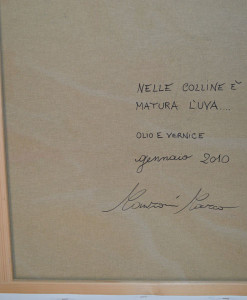 NELLE COLLINE È
MATURA L'UVA....
OLIO E VERNICE
gennaio 2010